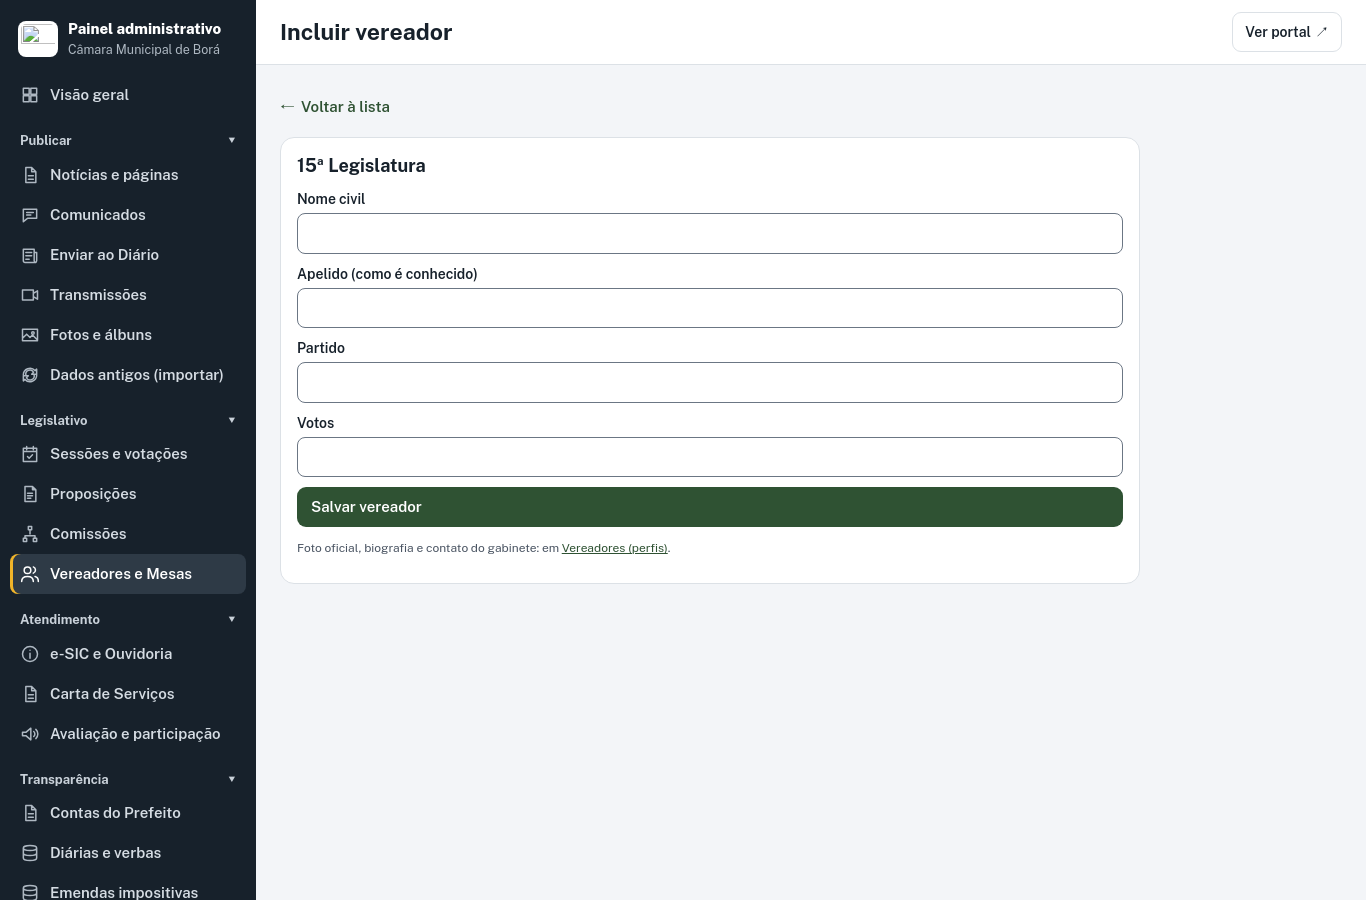 Painel administrativo
Câmara Municipal de Borá
Visão geral
Publicar ▼
Notícias e páginas
Comunicados
Enviar ao Diário
Transmissões
Fotos e álbuns
Dados antigos (importar)
Legislativo ▼
Sessões e votações
Proposições
Comissões
Vereadores e Mesas
Atendimento ▼
e-SIC e Ouvidoria
Carta de Serviços
Avaliação e participação
Transparência ▼
Contas do Prefeito
Diárias e verbas
Emendas impositivas
Incluir vereador
Ver portal ↗
← Voltar à lista
15ª Legislatura
Nome civil
Apelido (como é conhecido)
Partido
Votos
Salvar vereador
Foto oficial, biografia e contato do gabinete: em Vereadores (perfis).